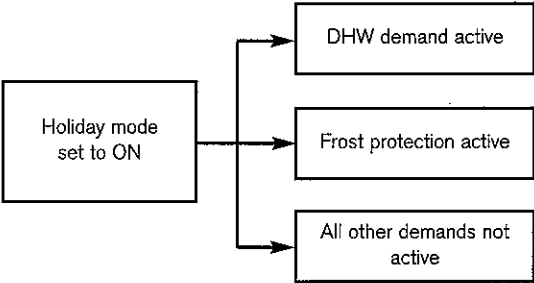 DHW demand active
Holiday mode
set to ON
Frost protection active
All other demands not
active